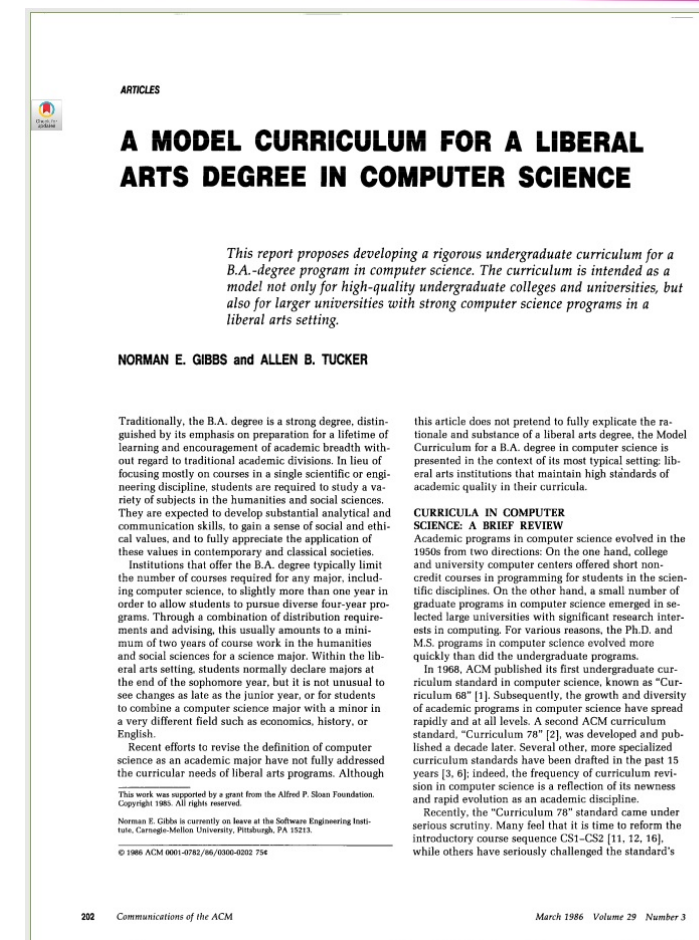 ARTICLES
Check for
updates
A MODEL CURRICULUM FOR A LIBERAL
ARTS DEGREE IN COMPUTER SCIENCE
This report proposes developing a rigorous undergraduate curriculum for a
B.A.-degree program in computer science. The curriculum is intended as a
model not only for high-quality undergraduate colleges and universities, but
also for larger universities with strong computer science programs in a
liberal arts setting.
NORMAN E. GIBBS and ALLEN B. TUCKER
Traditionally, the B.A. degree is a strong degree, distin-
guished by its emphasis on preparation for a lifetime of
learning and encouragement of academic breadth with-
out regard to traditional academic divisions. In lieu of
focusing mostly on courses in a single scientific or engi-
neering discipline, students are required to study a va-
riety of subjects in the humanities and social sciences.
They are expected to develop substantial analytical and
communication skills, to gain a sense of social and ethi-
cal values, and to fully appreciate the application of
these values in contemporary and classical societies.
Institutions that offer the B.A. degree typically limit
the number of courses required for any major, includ-
ing computer science, to slightly more than one year in
order to allow students to pursue diverse four-year pro-
grams. Through a combination of distribution require-
ments and advising, this usually amounts to a mini-
mum of two years of course work in the humanities
and social sciences for a science major. Within the lib-
eral arts setting, students normally declare majors at
the end of the sophomore year, but it is not unusual to
see changes as late as the junior year, or for students
to combine a computer science major with a minor in
a very different field such as economics, history, or
English.
Recent efforts to revise the definition of computer
science as an academic major have not fully addressed
the curricular needs of liberal arts programs. Although
This work was supported by a grant from the Alfred P. Sloan Foundation.
Copyright 1985. All rights reserved.
Norman E. Gibbs is currently on leave at the Software Engineering Insti-
tute, Carnegie-Mellon University, Pittsburgh, PA 15213.
© 1986 ACM 0001-0782/86/0300-0202 75¢
this article does not pretend to fully explicate the ra-
tionale and substance of a liberal arts degree, the Model
Curriculum for a B.A. degree in computer science is
presented in the context of its most typical setting: lib-
eral arts institutions that maintain high standards of
academic quality in their curricula.
CURRICULA IN COMPUTER
SCIENCE: A BRIEF REVIEW
Academic programs in computer science evolved in the
1950s from two directions: On the one hand, college
and university computer centers offered short non-
credit courses in programming for students in the scien-
tific disciplines. On the other hand, a small number of
graduate programs in computer science emerged in se-
lected large universities with significant research inter-
ests in computing. For various reasons, the Ph.D. and
M.S. programs in computer science evolved more
quickly than did the undergraduate programs.
In 1968, ACM published its first undergraduate cur-
riculum standard in computer science, known as "Cur-
riculum 68" [1]. Subsequently, the growth and diversity
of academic programs in computer science have spread
rapidly and at all levels. A second ACM curriculum
standard, "Curriculum 78" [2], was developed and pub-
lished a decade later. Several other, more specialized
curriculum standards have been drafted in the past 15
years [3, 6]; indeed, the frequency of curriculum revi-
sion in computer science is a reflection of its newness
and rapid evolution as an academic discipline.
Recently, the "Curriculum 78" standard came under
serious scrutiny. Many feel that it is time to reform the
introductory course sequence CS1–CS2 [11, 12, 16],
while others have seriously challenged the standard's
202 Communications of the ACM
March 1986 Volume 29 Number 3